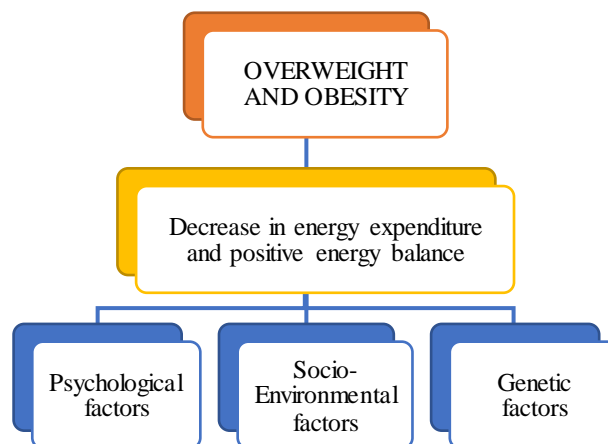 OVERWEIGHT
AND OBESITY
Decrease in energy expenditure
and positive energy balance
Psychological
factors
Socio-
Environmental
factors
Genetic
factors